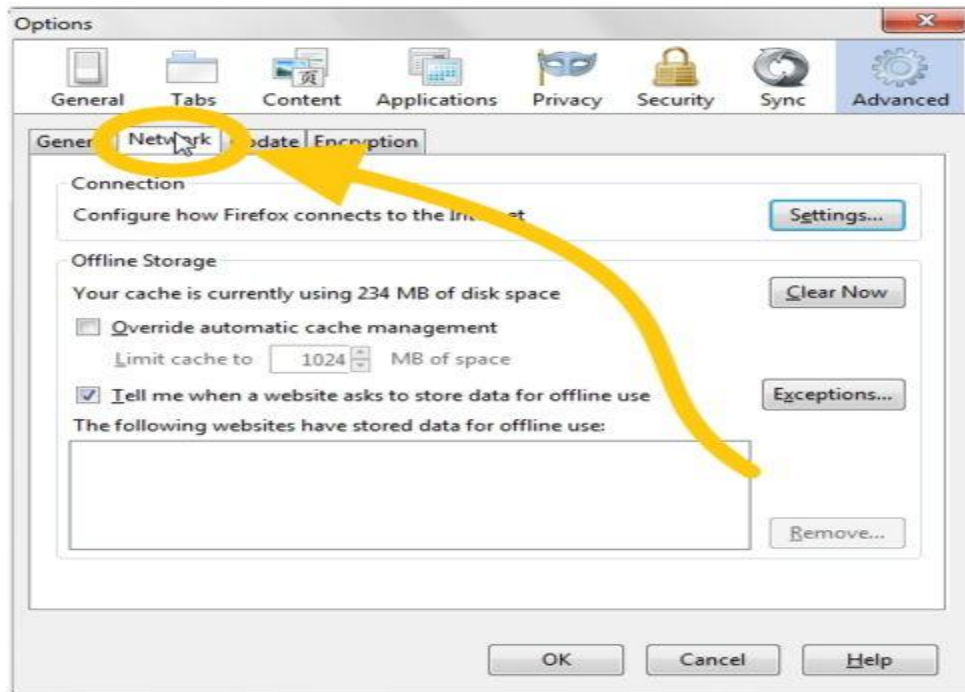 Options
General Tabs Content Applications Privacy Security Sync Advanced
Network Encryption
Connection
Configure how Firefox connects to the Settings...
Offline Storage
Your cache is currently using 234 MB of disk space Clear Now
Override automatic cache management
Limit cache to 1024 MB of space
Tell me when a website asks to store data for offline use Exceptions...
The following websites have stored data for offline use:
Remove...
OK Cancel Help